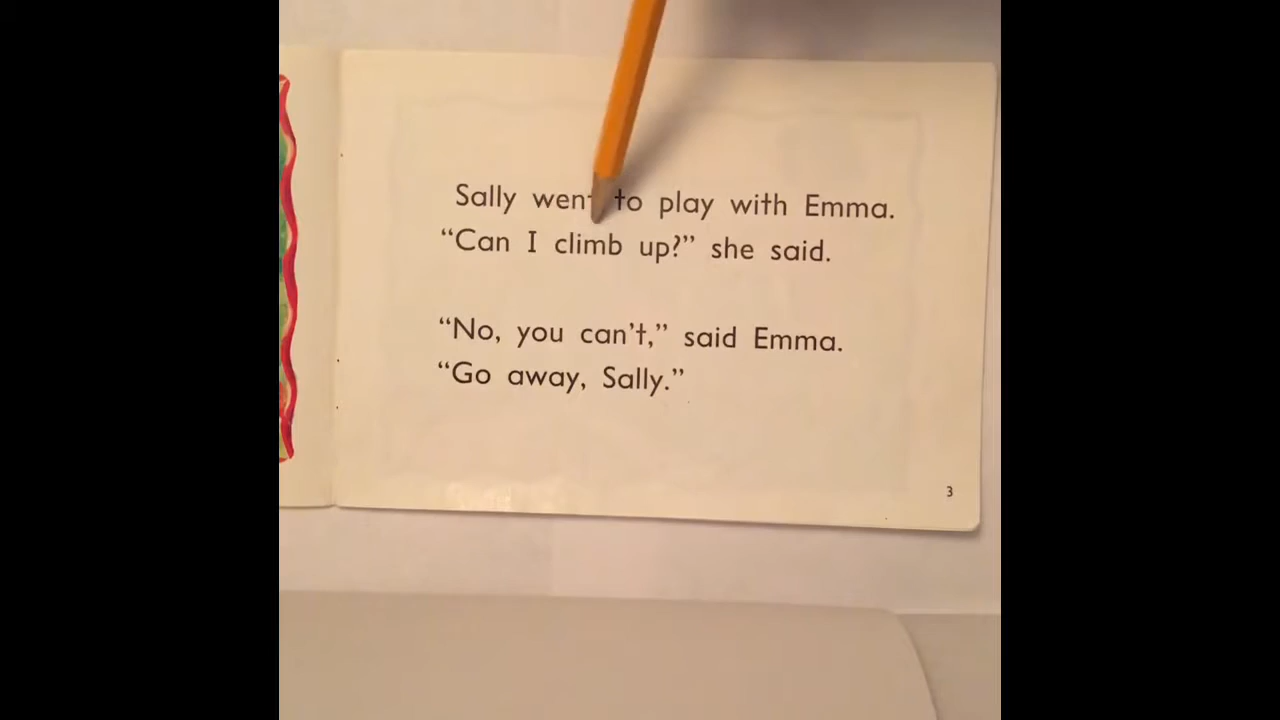 Sally went to play with Emma.
“Can I climb up?” she said.
“No, you can’t,” said Emma.
“Go away, Sally.”
3